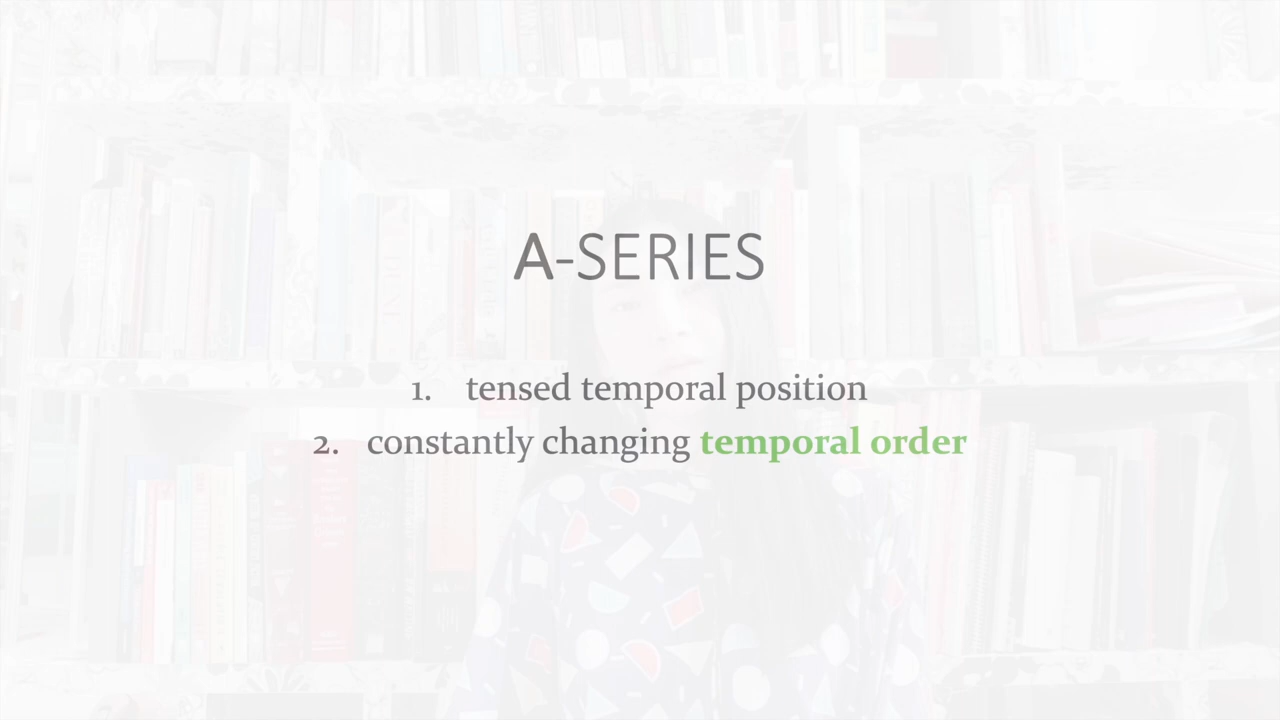 A-SERIES
1. tensed temporal position
2. constantly changing temporal order